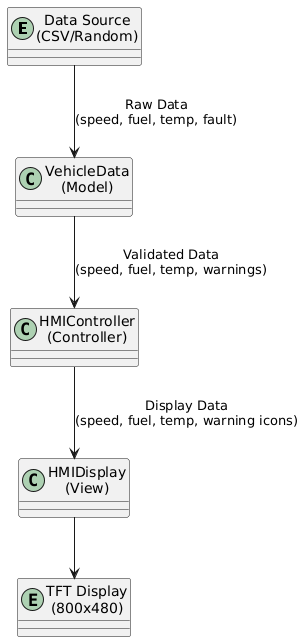 E Data Source
(CSV/Random)
Raw Data
(speed, fuel, temp, fault)
C VehicleData
(Model)
Validated Data
(speed, fuel, temp, warnings)
C HMIController
(Controller)
Display Data
(speed, fuel, temp, warning icons)
C HMIDisplay
(View)
E TFT Display
(800x480)